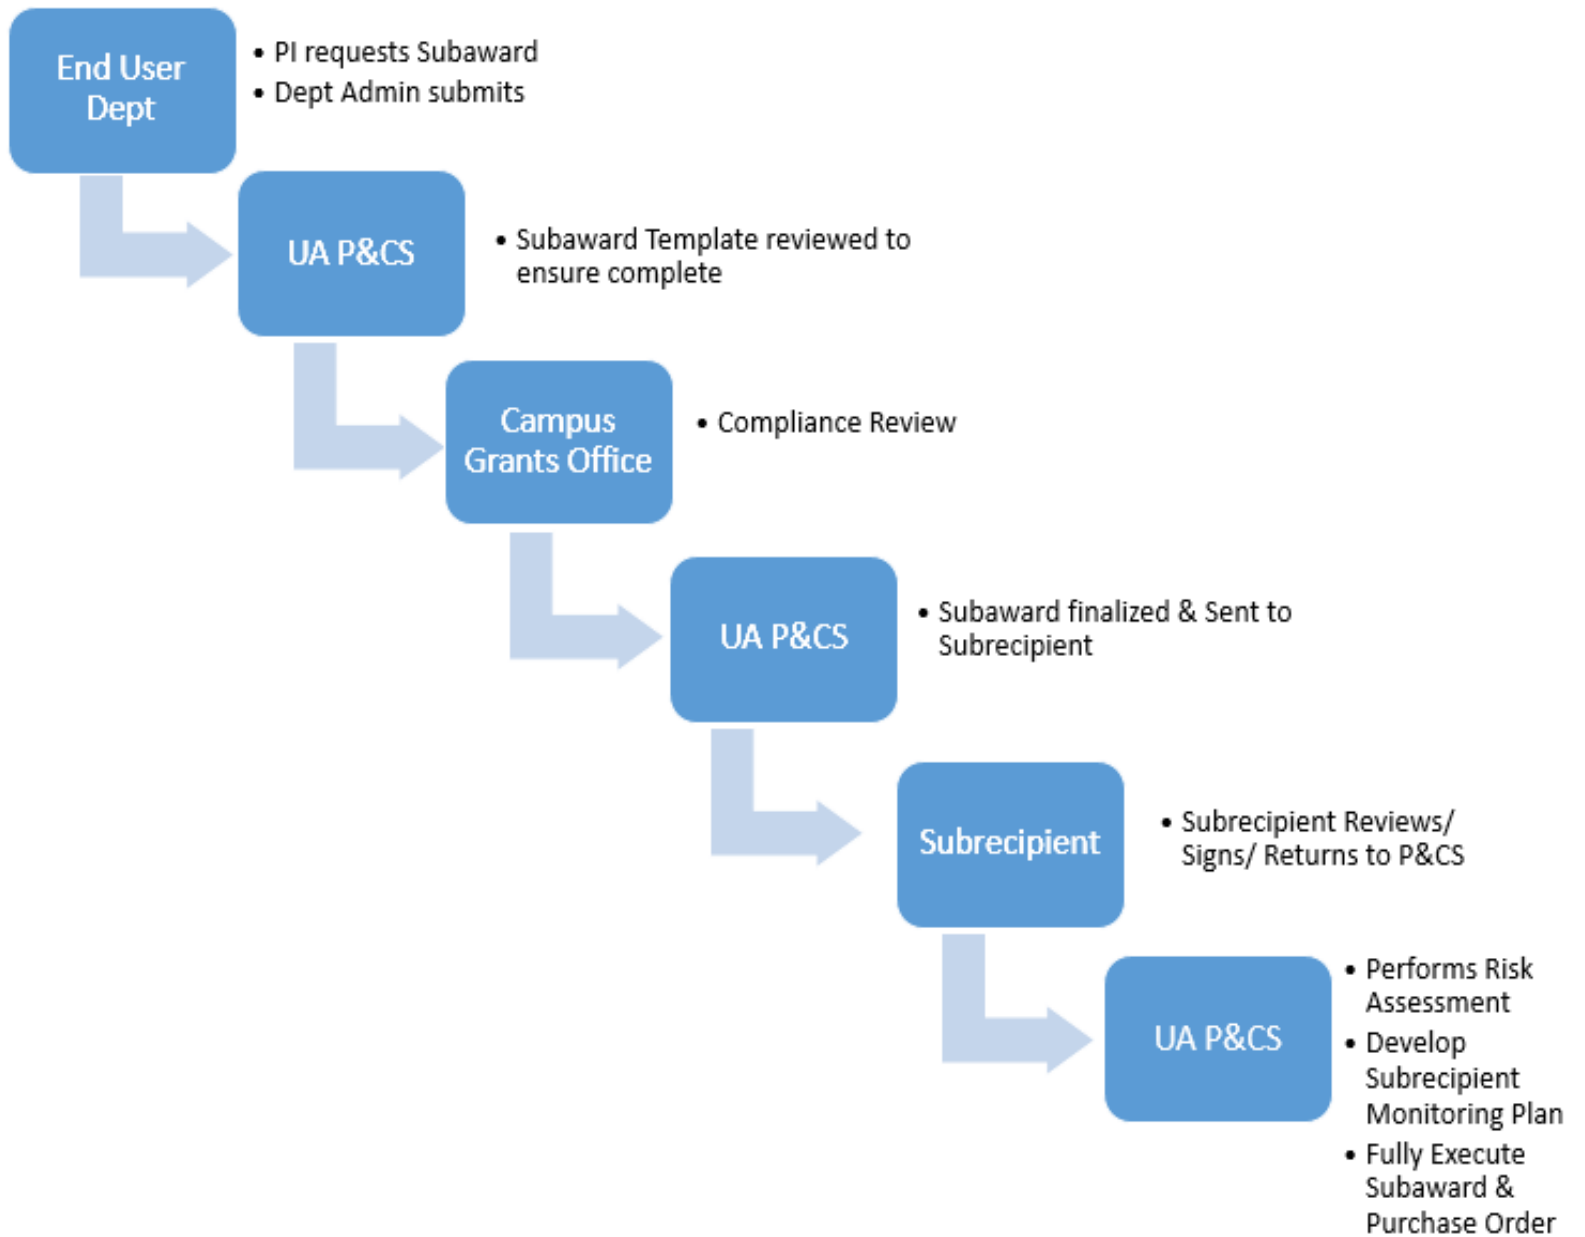 End User
Dept
• PI requests Subaward
• Dept Admin submits
UA P&CS
• Subaward Template reviewed to
ensure complete
Campus
Grants Office
• Compliance Review
UA P&CS
• Subaward finalized & Sent to
Subrecipient
Subrecipient
• Subrecipient Reviews/
Signs/ Returns to P&CS
UA P&CS
• Performs Risk
Assessment
• Develop
Subrecipient
Monitoring Plan
• Fully Execute
Subaward &
Purchase Order